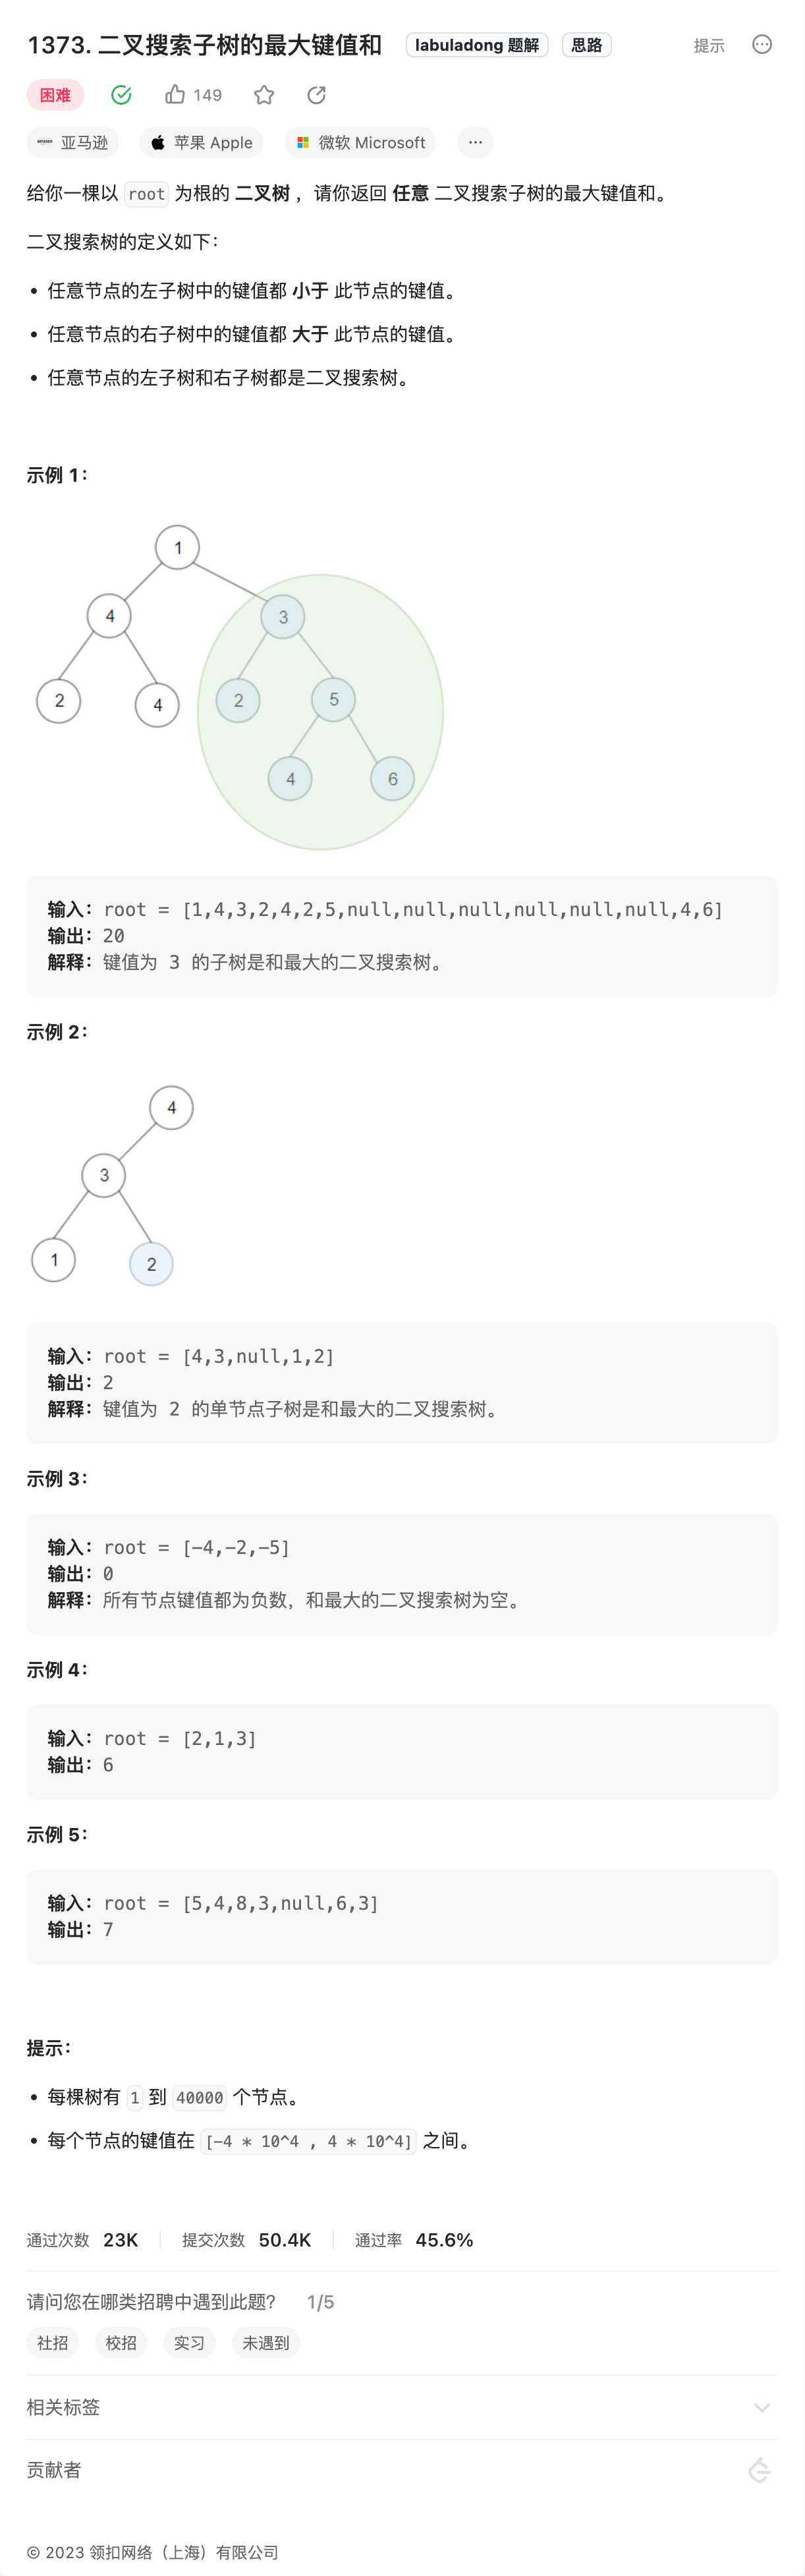 1373. 二叉搜索子树的最大键值和 labuladong 题解 思路 提示
困难 149
amazon 亚马逊 苹果 Apple 微软 Microsoft ···
给你一棵以 root 为根的 二叉树 ，请你返回 任意 二叉搜索子树的最大键值和。
二叉搜索树的定义如下：
• 任意节点的左子树中的键值都 小于 此节点的键值。
• 任意节点的右子树中的键值都 大于 此节点的键值。
• 任意节点的左子树和右子树都是二叉搜索树。
示例 1：
1
4 3
2 4 2 5
4 6
输入：root = [1,4,3,2,4,2,5,null,null,null,null,null,null,4,6]
输出：20
解释：键值为 3 的子树是和最大的二叉搜索树。
示例 2：
4
3
1 2
输入：root = [4,3,null,1,2]
输出：2
解释：键值为 2 的单节点子树是和最大的二叉搜索树。
示例 3：
输入：root = [-4,-2,-5]
输出：0
解释：所有节点键值都为负数，和最大的二叉搜索树为空。
示例 4：
输入：root = [2,1,3]
输出：6
示例 5：
输入：root = [5,4,8,3,null,6,3]
输出：7
提示：
• 每棵树有 1 到 40000 个节点。
• 每个节点的键值在 [-4 * 10^4 , 4 * 10^4] 之间。
通过次数 23K 提交次数 50.4K 通过率 45.6%
请问您在哪类招聘中遇到此题？ 1/5
社招 校招 实习 未遇到
相关标签
贡献者
© 2023 领扣网络（上海）有限公司